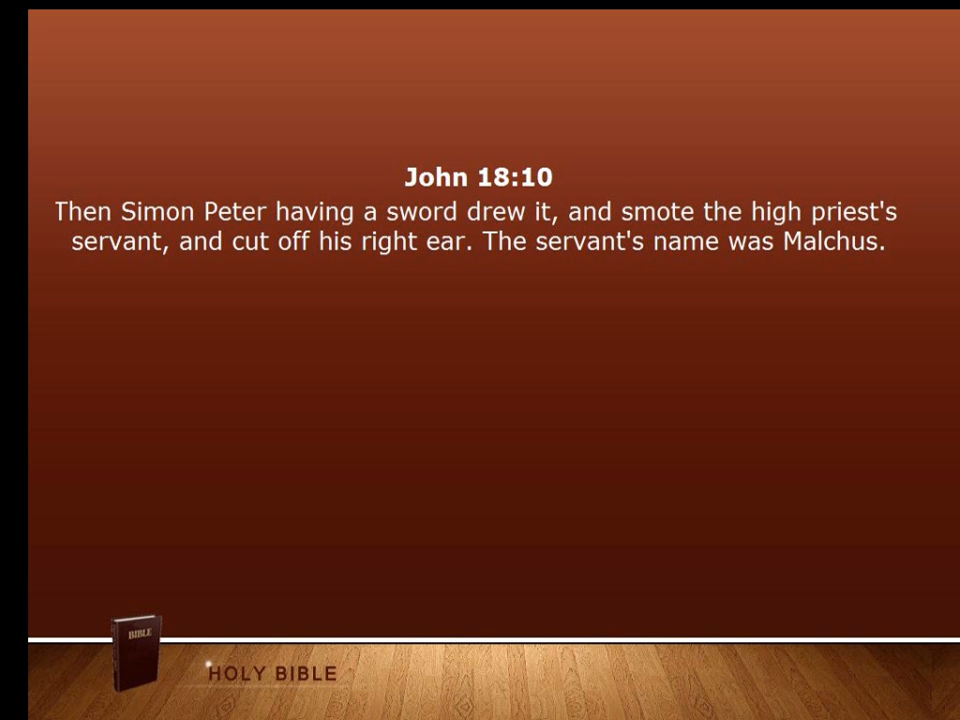 John 18:10
Then Simon Peter having a sword drew it, and smote the high priest's
servant, and cut off his right ear. The servant's name was Malchus.
BIBLE
HOLY BIBLE